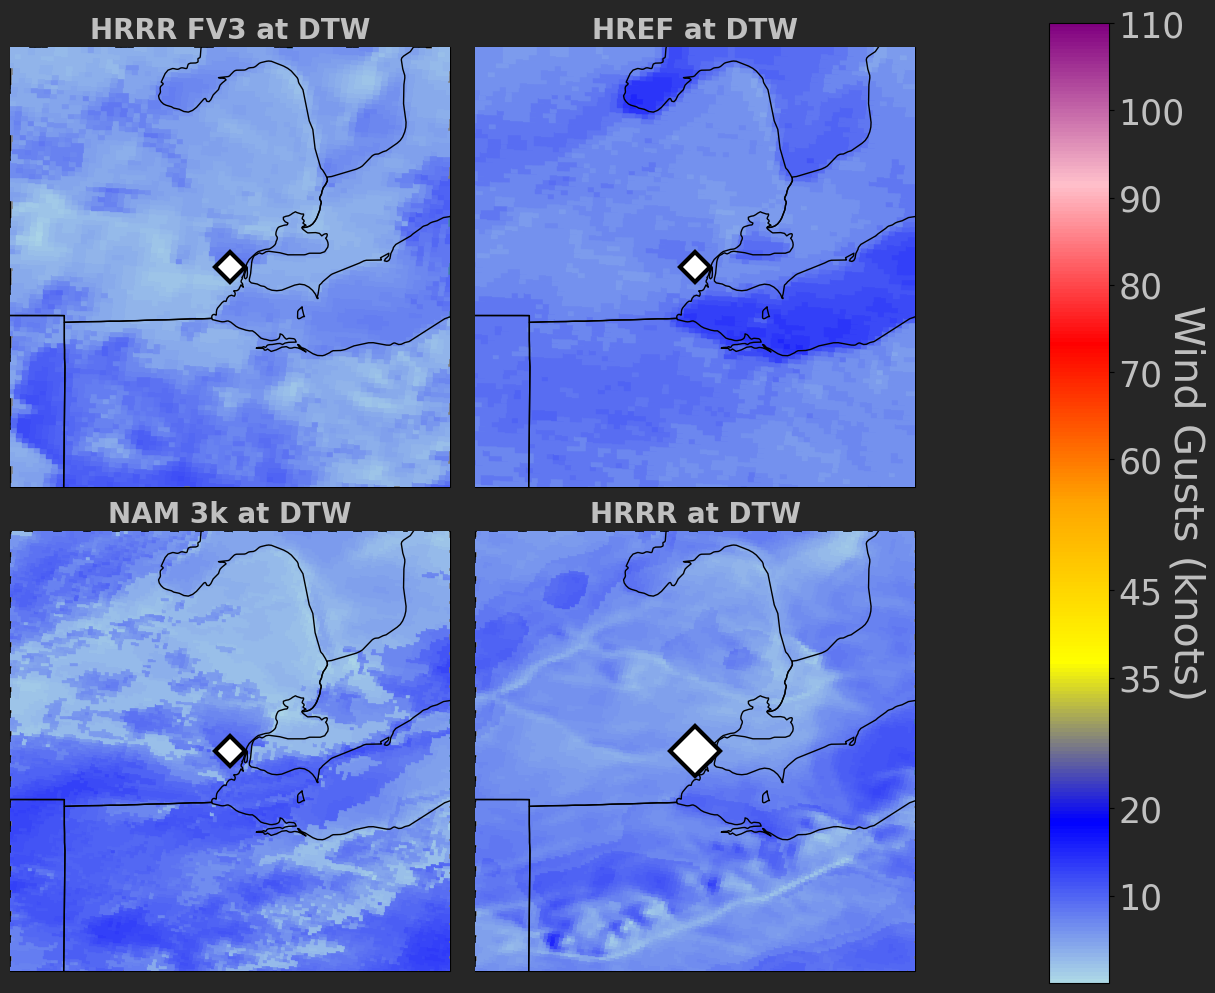 HRRR FV3 at DTW
HREF at DTW
NAM 3k at DTW
HRRR at DTW
110
100
90
80
70
60
45
35
20
10
Wind Gusts (knots)